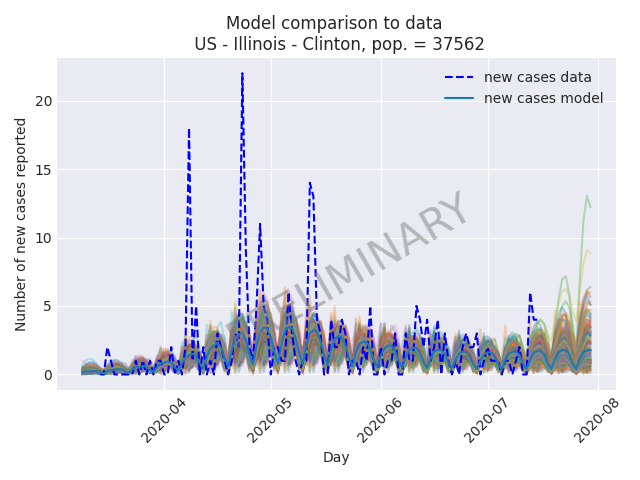 Model comparison to data
US - Illinois - Clinton, pop. = 37562
new cases data
new cases model
PRELIMINARY
Number of new cases reported
20
15
10
5
0
2020-04
2020-05
2020-06
2020-07
2020-08
Day